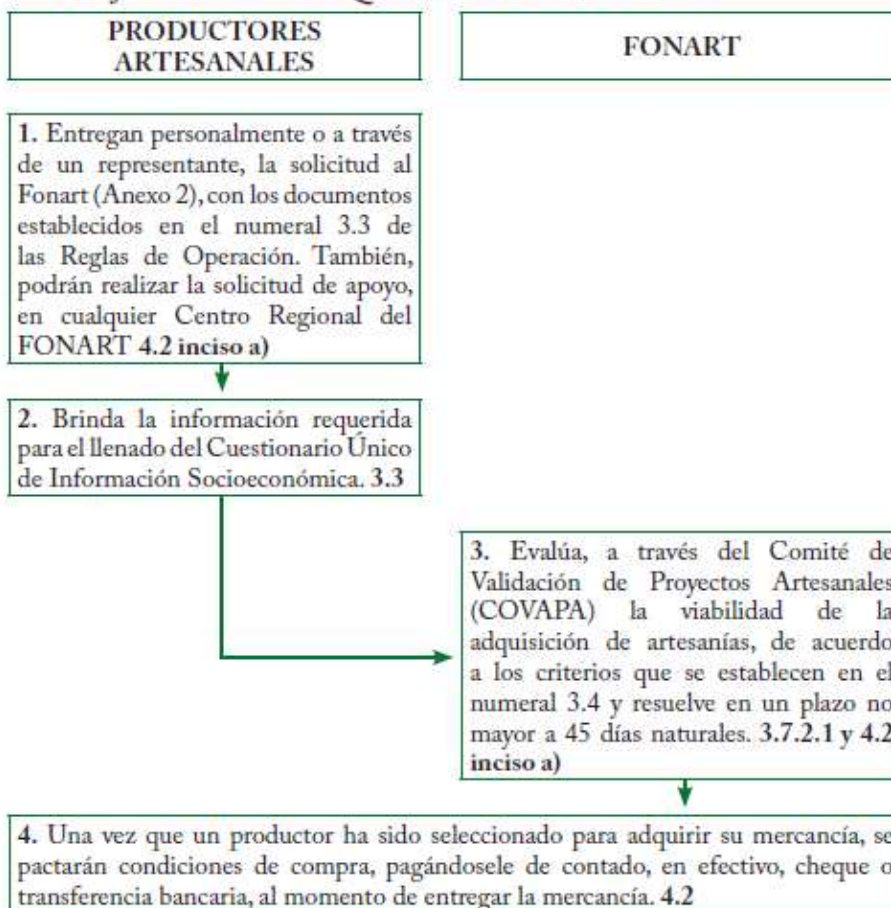 PRODUCTORES
ARTESANALES
FONART
1. Entregan personalmente o a través
de un representante, la solicitud al
Fonart (Anexo 2), con los documentos
establecidos en el numeral 3.3 de
las Reglas de Operación. También,
podrán realizar la solicitud de apoyo,
en cualquier Centro Regional del
FONART 4.2 inciso a)
2. Brinda la información requerida
para el llenado del Cuestionario Único
de Información Socioeconómica. 3.3
3. Evalúa, a través del Comité de
Validación de Proyectos Artesanales
(COVAPA) la viabilidad de la
adquisición de artesanías, de acuerdo
a los criterios que se establecen en el
numeral 3.4 y resuelve en un plazo no
mayor a 45 días naturales. 3.7.2.1 y 4.2
inciso a)
4. Una vez que un productor ha sido seleccionado para adquirir su mercancía, se
pactarán condiciones de compra, pagándosele de contado, en efectivo, cheque o
transferencia bancaria, al momento de entregar la mercancía. 4.2